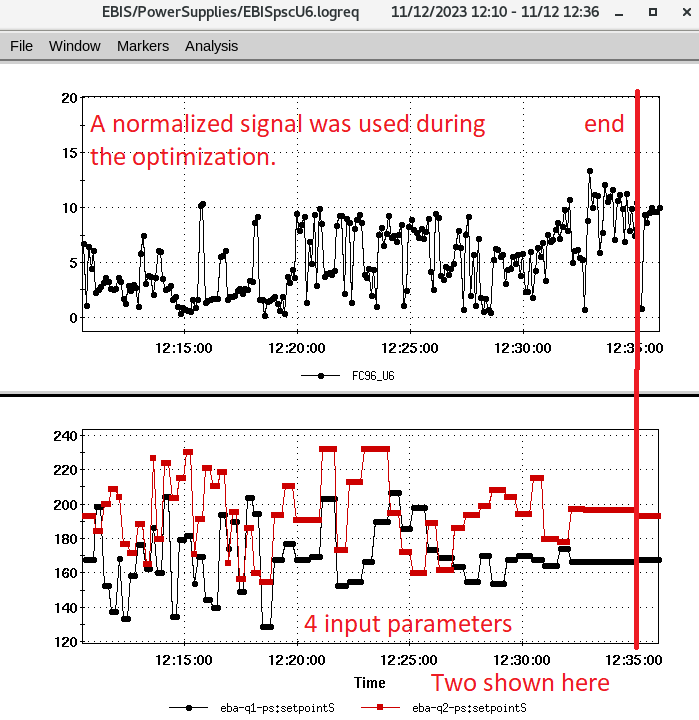 EBIS/PowerSupplies/EBISpscU6.logreq 11/12/2023 12:10 - 11/12 12:36
File Window Markers Analysis
20
A normalized signal was used during end
the optimization.
15
10
5
0
12:15:00 12:20:00 12:25:00 12:30:00 12:35:00
FC96_U6
240
220
200
180
160
140
4 input parameters
120
12:15:00 12:20:00 12:25:00 12:30:00 12:35:00
Time Two shown here
eba-q1-ps:setpointS eba-q2-ps:setpointS